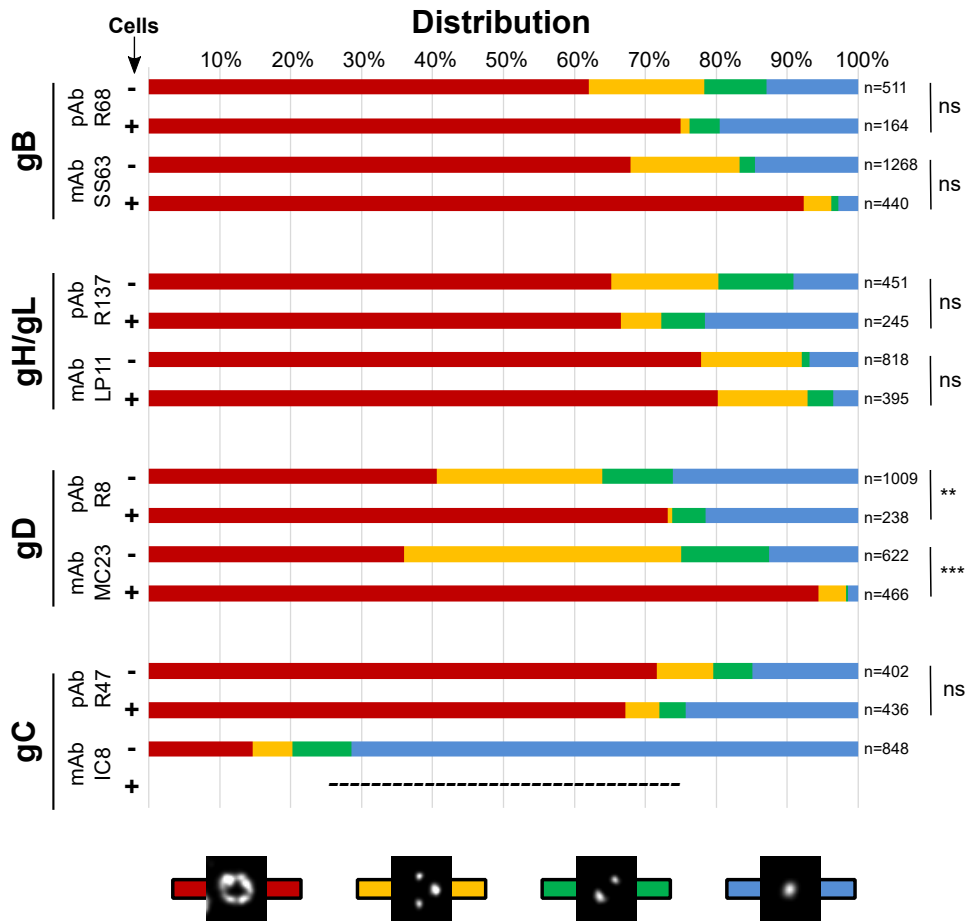 Distribution
Cells
10% 20% 30% 40% 50% 60% 70% 80% 90% 100%
gB
pAb
R68
- n=511
+ n=164
ns
mAb
SS63
- n=1268
+ n=440
ns
gH/gL
pAb
R137
- n=451
+ n=245
ns
mAb
LP11
- n=818
+ n=395
ns
gD
pAb
R8
- n=1009
+ n=238
**
mAb
MC23
- n=622
+ n=466
***
gC
pAb
R47
- n=402
+ n=436
ns
mAb
IC8
- n=848
+